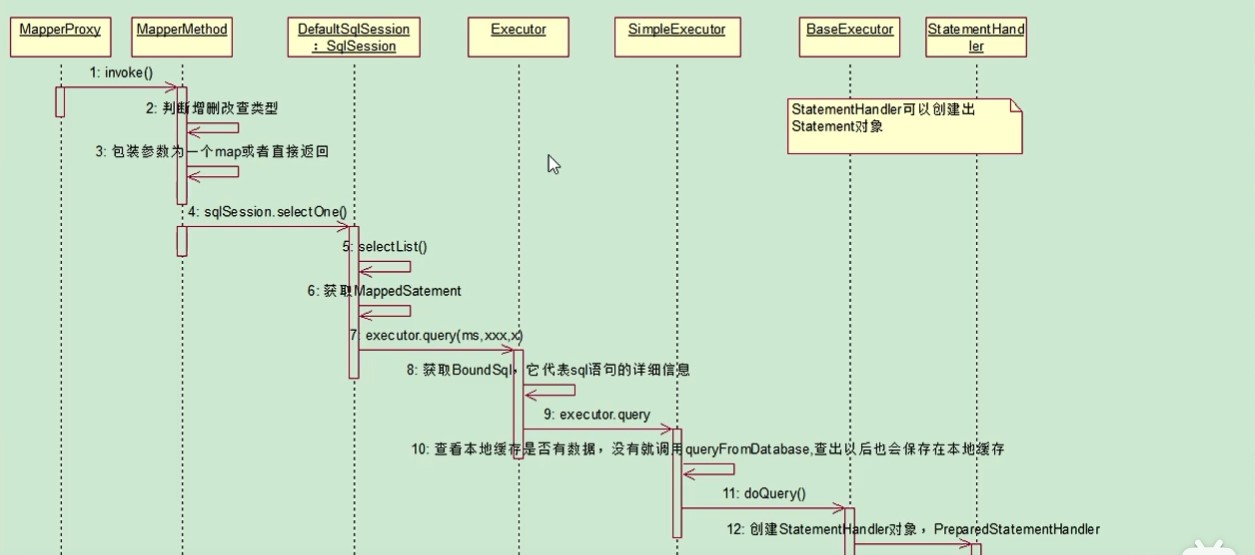 MapperProxy
MapperMethod
DefaultSqlSession
: SqlSession
Executor
SimpleExecutor
BaseExecutor
StatementHand
ler
1: invoke()
2: 判断增删改查类型
StatementHandler可以创建出
Statement对象
3: 包装参数为一个map或者直接返回
4: sqlSession.selectOne()
5: selectList()
6: 获取MappedSatement
7: executor.query(ms,xxx,x)
8: 获取BoundSql，它代表sql语句的详细信息
9: executor.query
10: 查看本地缓存是否有数据，没有就调用queryFromDatabase,查出以后也会保存在本地缓存
11: doQuery()
12: 创建StatementHandler对象，PreparedStatementHandler